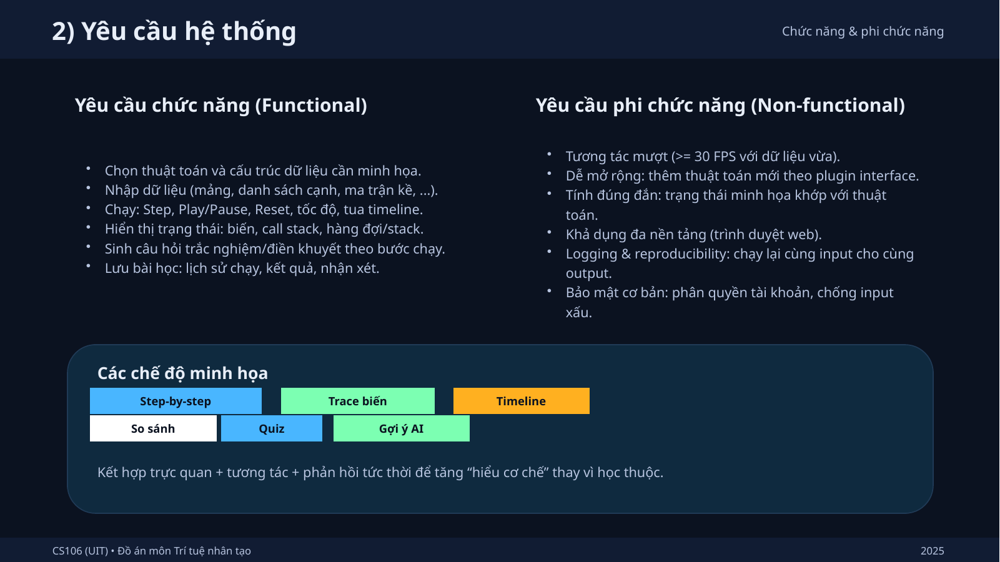 2) Yêu cầu hệ thống
Chức năng & phi chức năng
Yêu cầu chức năng (Functional)
• Chọn thuật toán và cấu trúc dữ liệu cần minh họa.
• Nhập dữ liệu (mảng, danh sách cạnh, ma trận kề, ...).
• Chạy: Step, Play/Pause, Reset, tốc độ, tua timeline.
• Hiển thị trạng thái: biến, call stack, hàng đợi/stack.
• Sinh câu hỏi trắc nghiệm/điền khuyết theo bước chạy.
• Lưu bài học: lịch sử chạy, kết quả, nhận xét.
Yêu cầu phi chức năng (Non-functional)
• Tương tác mượt (>= 30 FPS với dữ liệu vừa).
• Dễ mở rộng: thêm thuật toán mới theo plugin interface.
• Tính đúng đắn: trạng thái minh họa khớp với thuật
toán.
• Khả dụng đa nền tảng (trình duyệt web).
• Logging & reproducibility: chạy lại cùng input cho cùng
output.
• Bảo mật cơ bản: phân quyền tài khoản, chống input
xấu.
Các chế độ minh họa
Step-by-step
Trace biến
Timeline
So sánh
Quiz
Gợi ý AI
Kết hợp trực quan + tương tác + phản hồi tức thời để tăng “hiểu cơ chế” thay vì học thuộc.
CS106 (UIT) • Đồ án môn Trí tuệ nhân tạo
2025